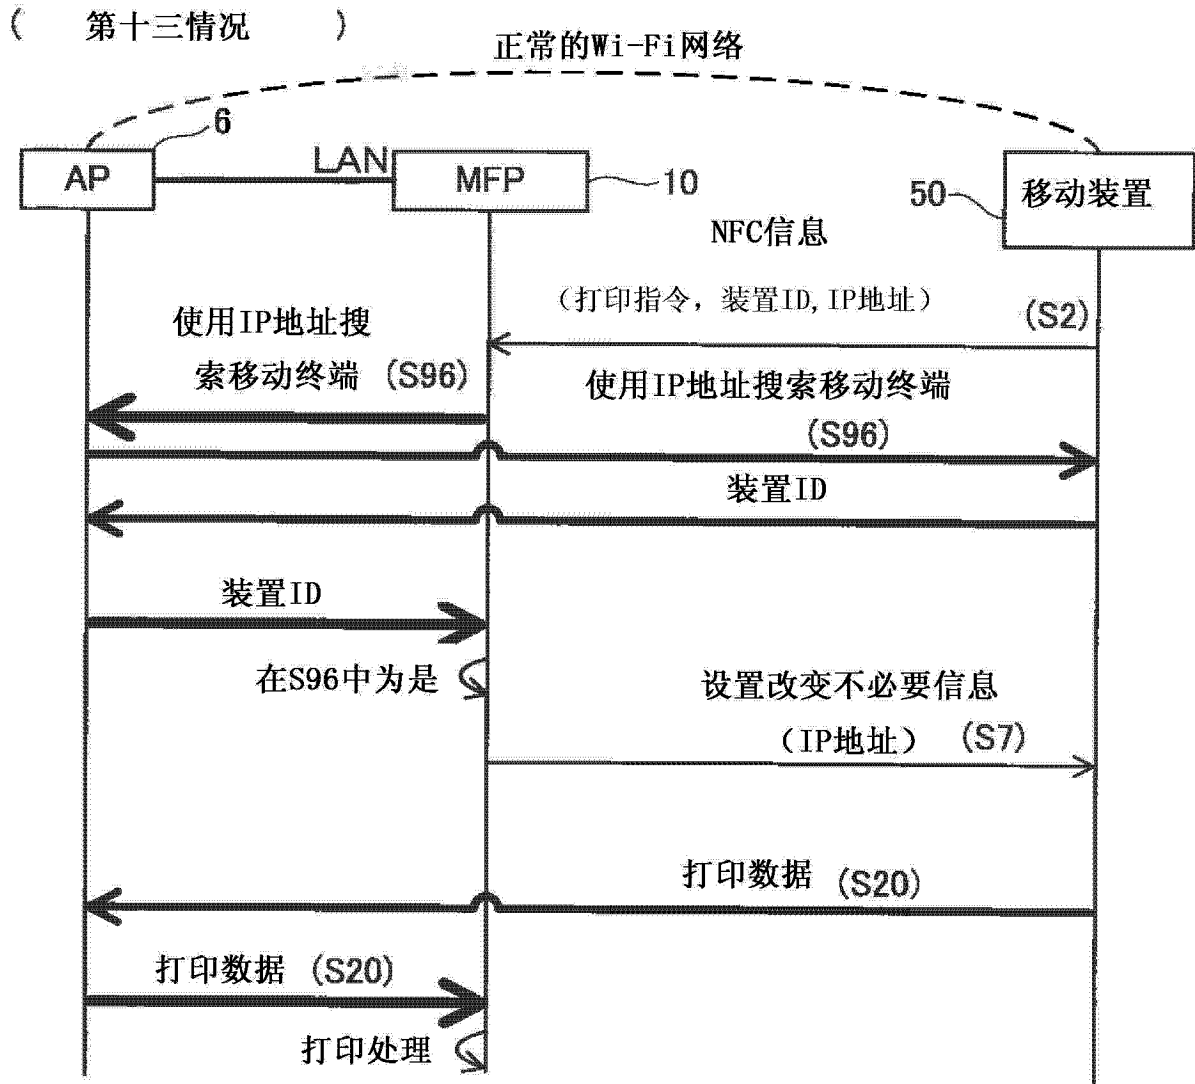 ( 第十三情况 )
正常的Wi-Fi网络
6
AP
LAN
MFP
10
50
移动装置
NFC信息
(打印指令，装置ID,IP地址)
(S2)
使用IP地址搜
索移动终端 (S96)
使用IP地址搜索移动终端
(S96)
装置ID
装置ID
在S96中为是
设置改变不必要信息
(IP地址) (S7)
打印数据 (S20)
打印数据 (S20)
打印处理